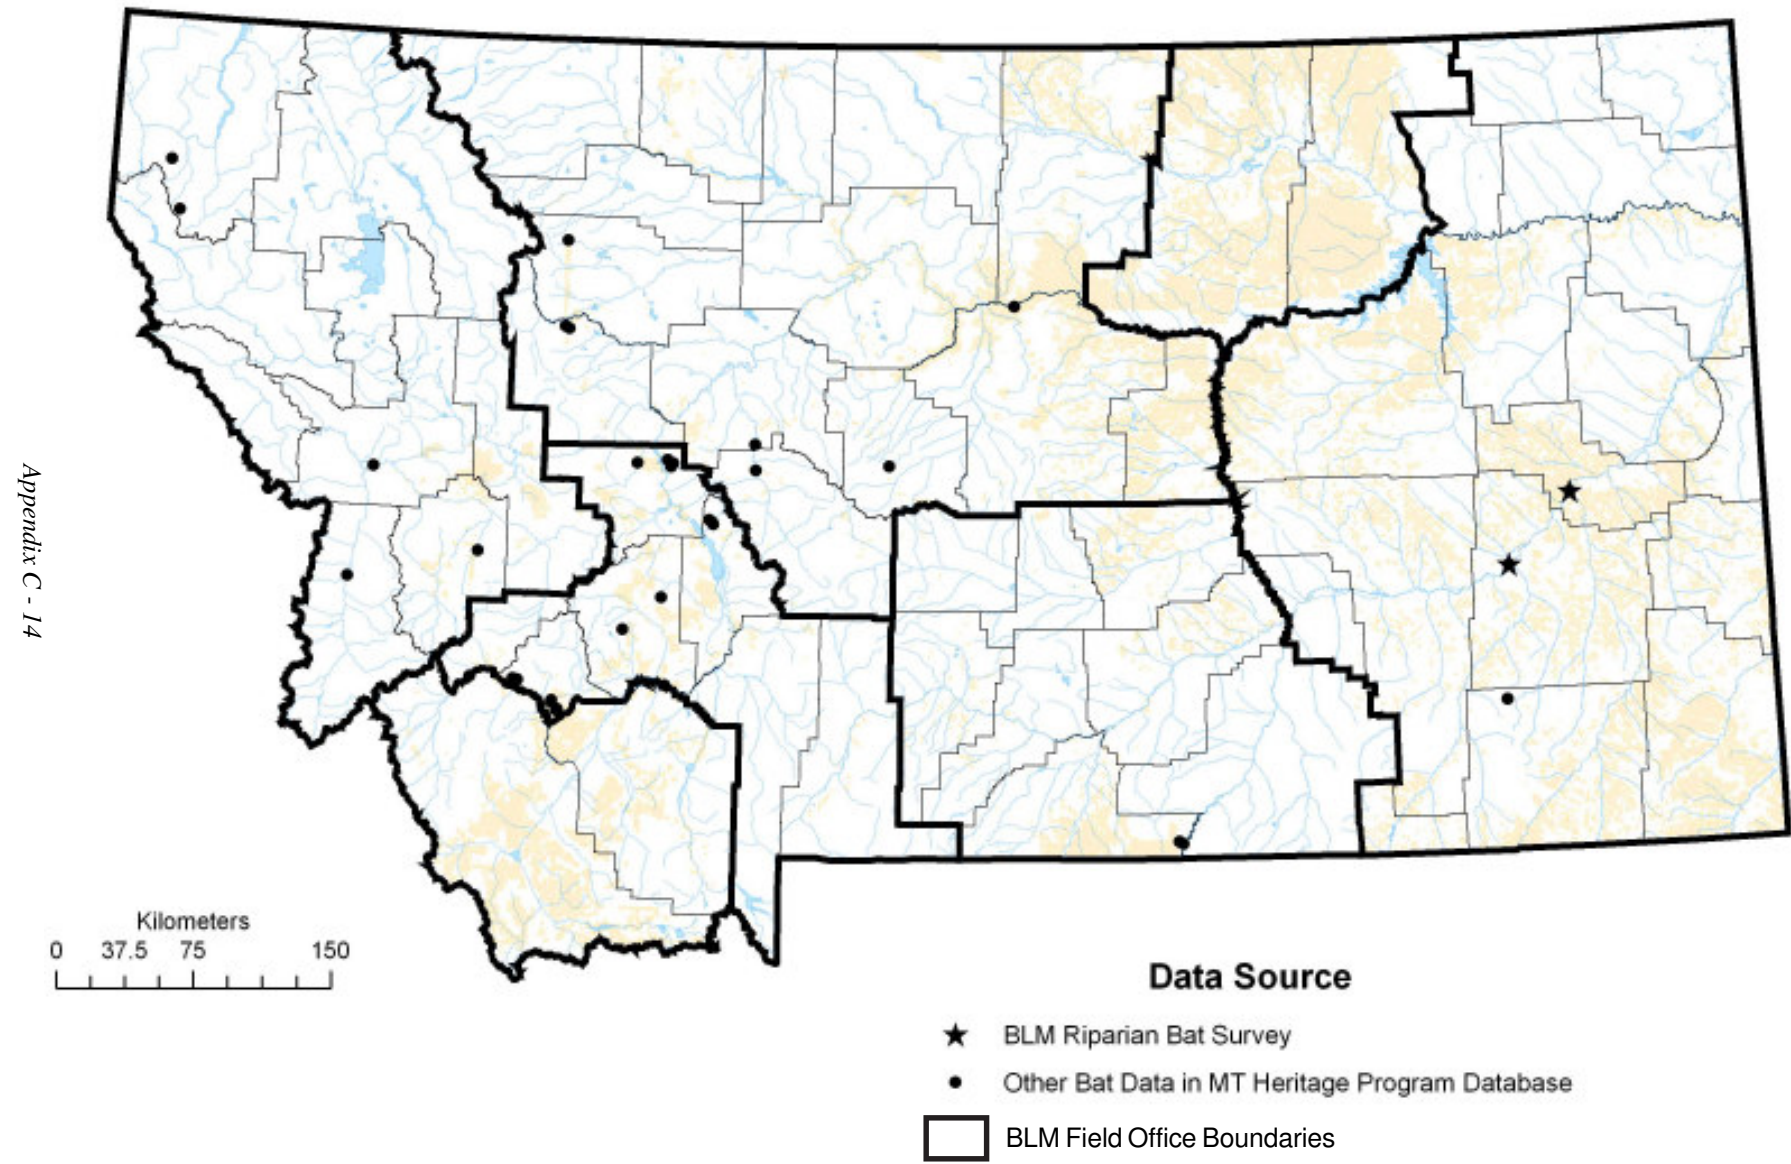 Appendix C - 14
Kilometers
0 37.5 75 150
Data Source
BLM Riparian Bat Survey
Other Bat Data in MT Heritage Program Database
BLM Field Office Boundaries